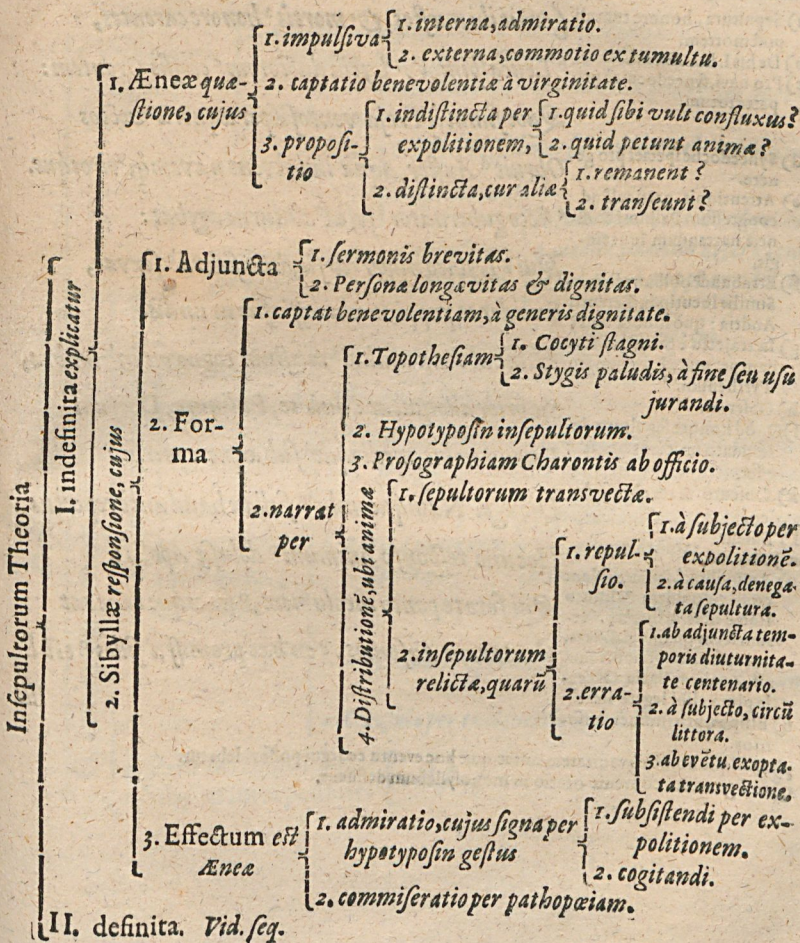 Insepultorum Theoria
I. indefinita explicatur
1. Æneæ quæ-
stione, cujus
1. impulsiva
1. interna, admiratio.
2. externa, commotio ex tumultu.
2. captatio benevolentiæ à virginitate.
3. proposi-
tio
1. indistincta per
expolitionem,
1. quid sibi vult confluxus?
2. quid petunt animæ?
2. distincta, cur aliæ
1. remanent?
2. transeunt?
2. Sibyllæ responsione, cujus
1. Adjuncta
1. sermonis brevitas.
2. Personæ longævitas & dignitas.
2. For-
ma
1. captat benevolentiam, à generis dignitate.
2. narrat
per
1. Topothesiam
1. Cocyti stagni.
2. Stygis paludis, à fine seu usu
jurandi.
2. Hypotyposin insepultorum.
3. Prosographiam Charontis ab officio.
4. Distributionē, ubi animæ
1. sepultorum transvectæ.
2. insepultorum
relictæ, quarū
1. repul-
sio.
1. à subjecto per
expolitionē.
2. à causa, denega-
ta sepultura.
2. erra-
tio
1. ab adjuncta tem-
poris diuturnita-
te centenario.
2. à subjecto, circū
littora.
3. ab evētu, exopta-
ta transvectione.
3. Effectum est
Æneæ
1. admiratio, cujus signa per
hypotyposin gestus
1. subsistendi per ex-
politionem.
2. cogitandi.
2. commiseratio per pathopœiam.
II. definita. Vid. seq.